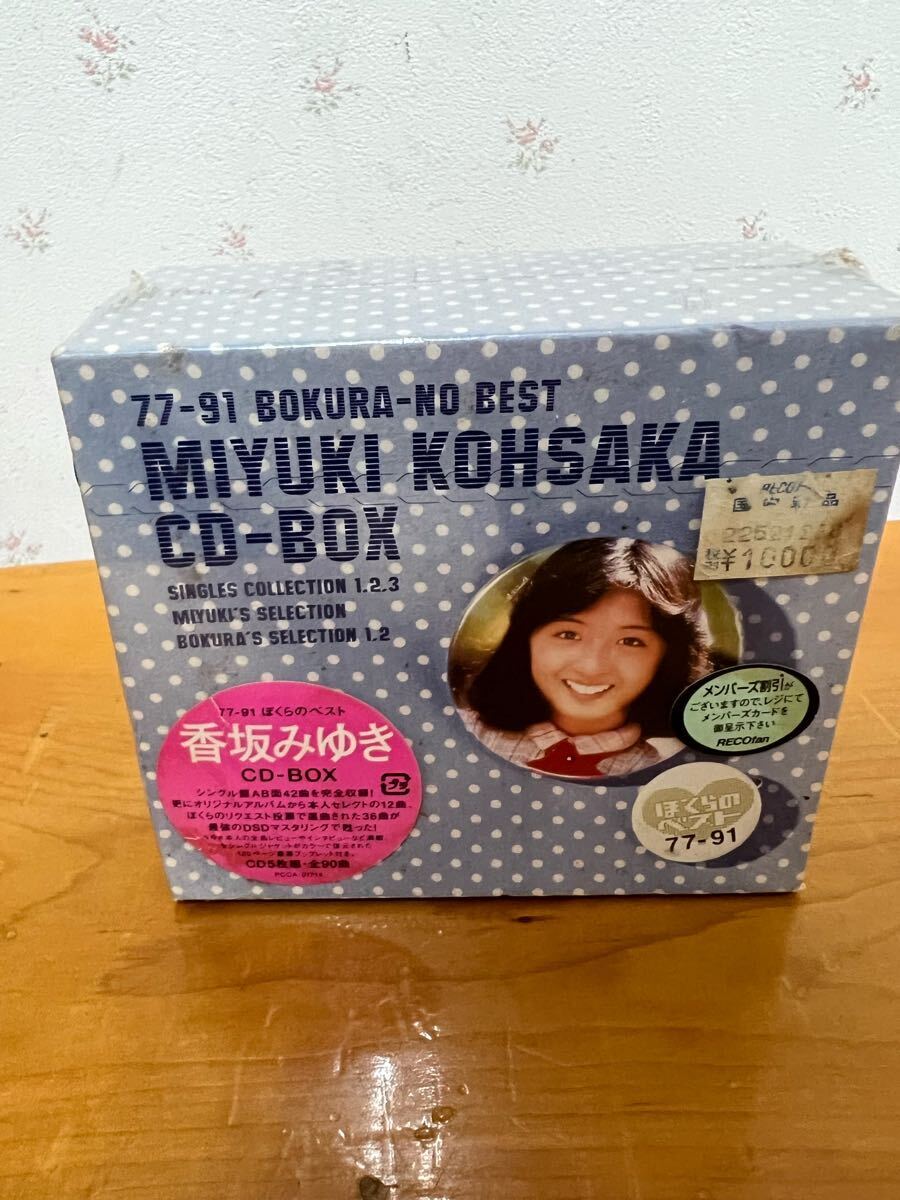 77-91 BOKURA-NO BEST
MIYUKI KOHSAKA
CD-BOX
SINGLES COLLECTION 1.2.3
MIYUKI'S SELECTION
BOKURA'S SELECTION 1.2
国内 品
¥1000
メンバーズ割引が
ございますので、レジにて
メンバーズカードを
御呈示下さい
RECOfan
ぼくらの
ベスト
77-91
77-91 ぼくらのベスト
香坂みゆき
CD-BOX
シングル盤AB面42曲を完全収録!
更にオリジナルアルバムから本人セレクトの12曲、
ぼくらのリクエスト投票で選曲された36曲が
最強のDSDマスタリングで甦った!
CD5枚組・全90曲